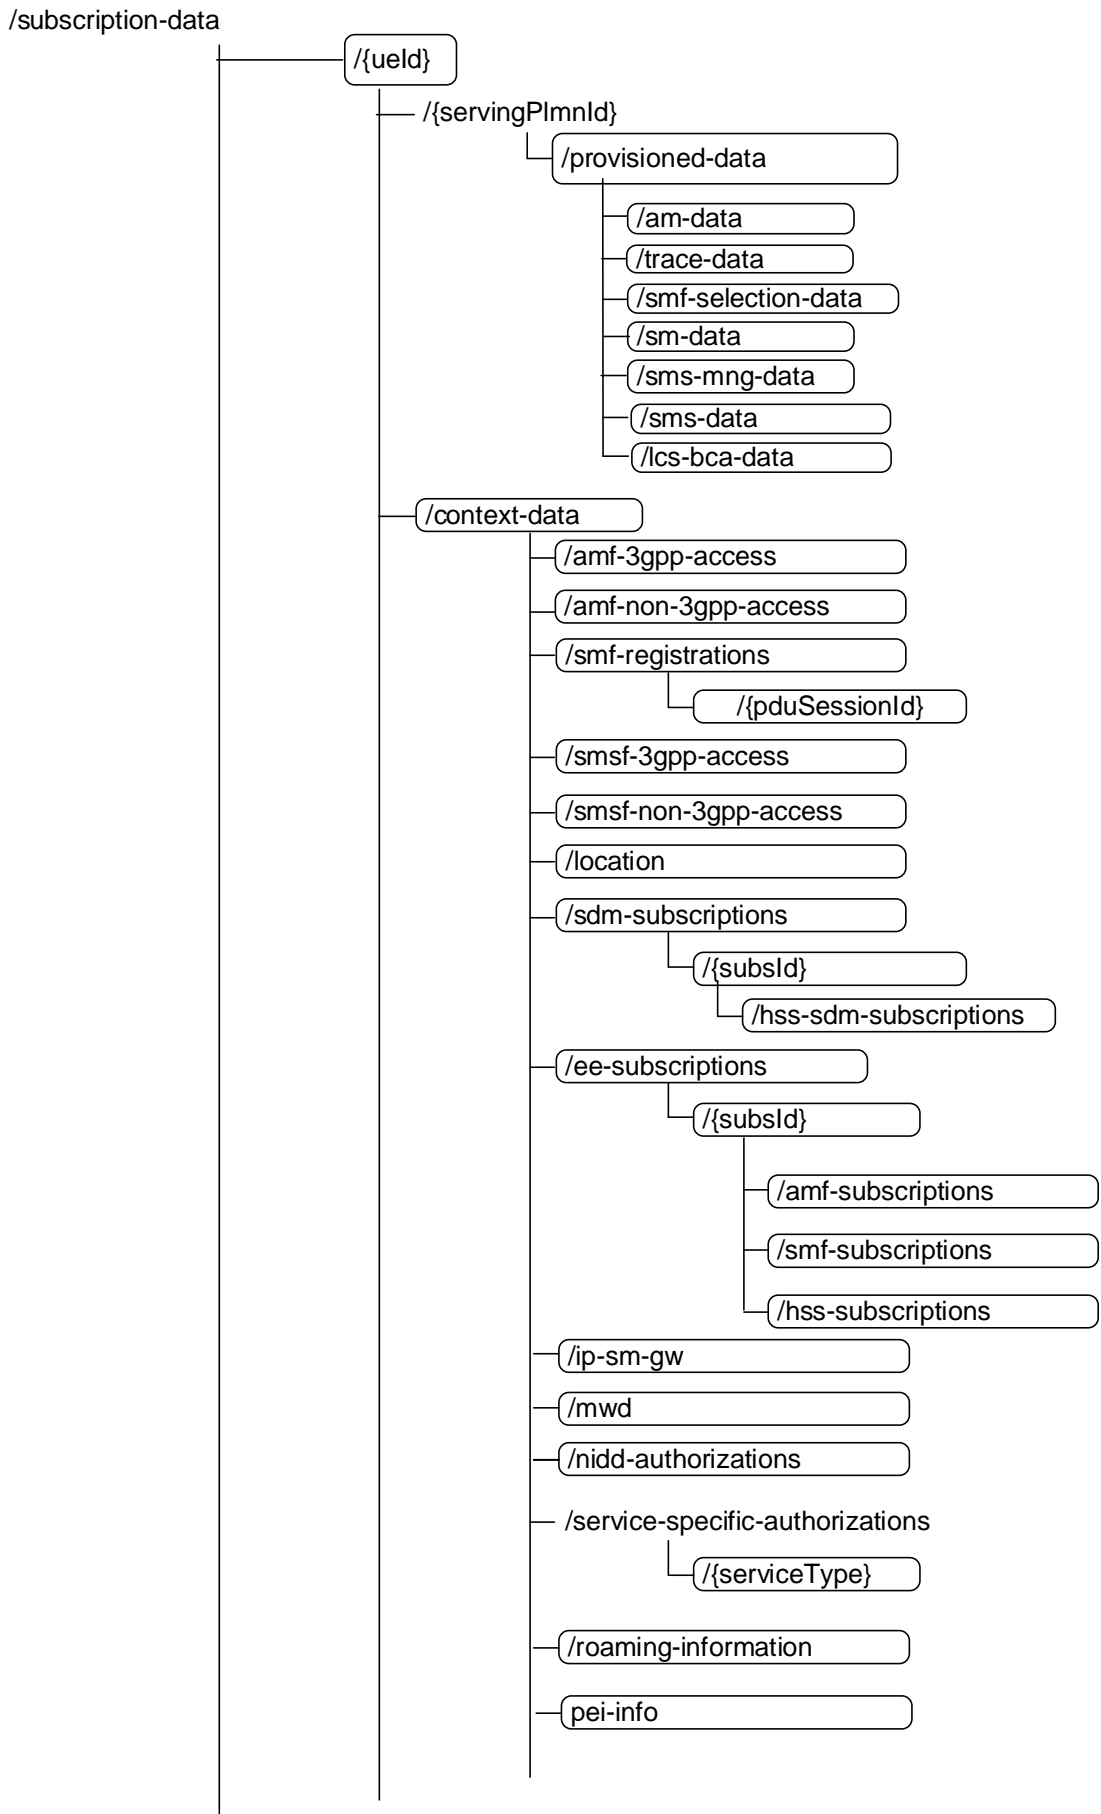 /subscription-data
/{ueId}
/{servingPlmnId}
/provisioned-data
/am-data
/trace-data
/smf-selection-data
/sm-data
/sms-mng-data
/sms-data
/lcs-bca-data
/context-data
/amf-3gpp-access
/amf-non-3gpp-access
/smf-registrations
/{pduSessionId}
/smsf-3gpp-access
/smsf-non-3gpp-access
/location
/sdm-subscriptions
/{subsId}
/hss-sdm-subscriptions
/ee-subscriptions
/{subsId}
/amf-subscriptions
/smf-subscriptions
/hss-subscriptions
/ip-sm-gw
/mwd
/nidd-authorizations
/service-specific-authorizations
/{serviceType}
/roaming-information
pei-info